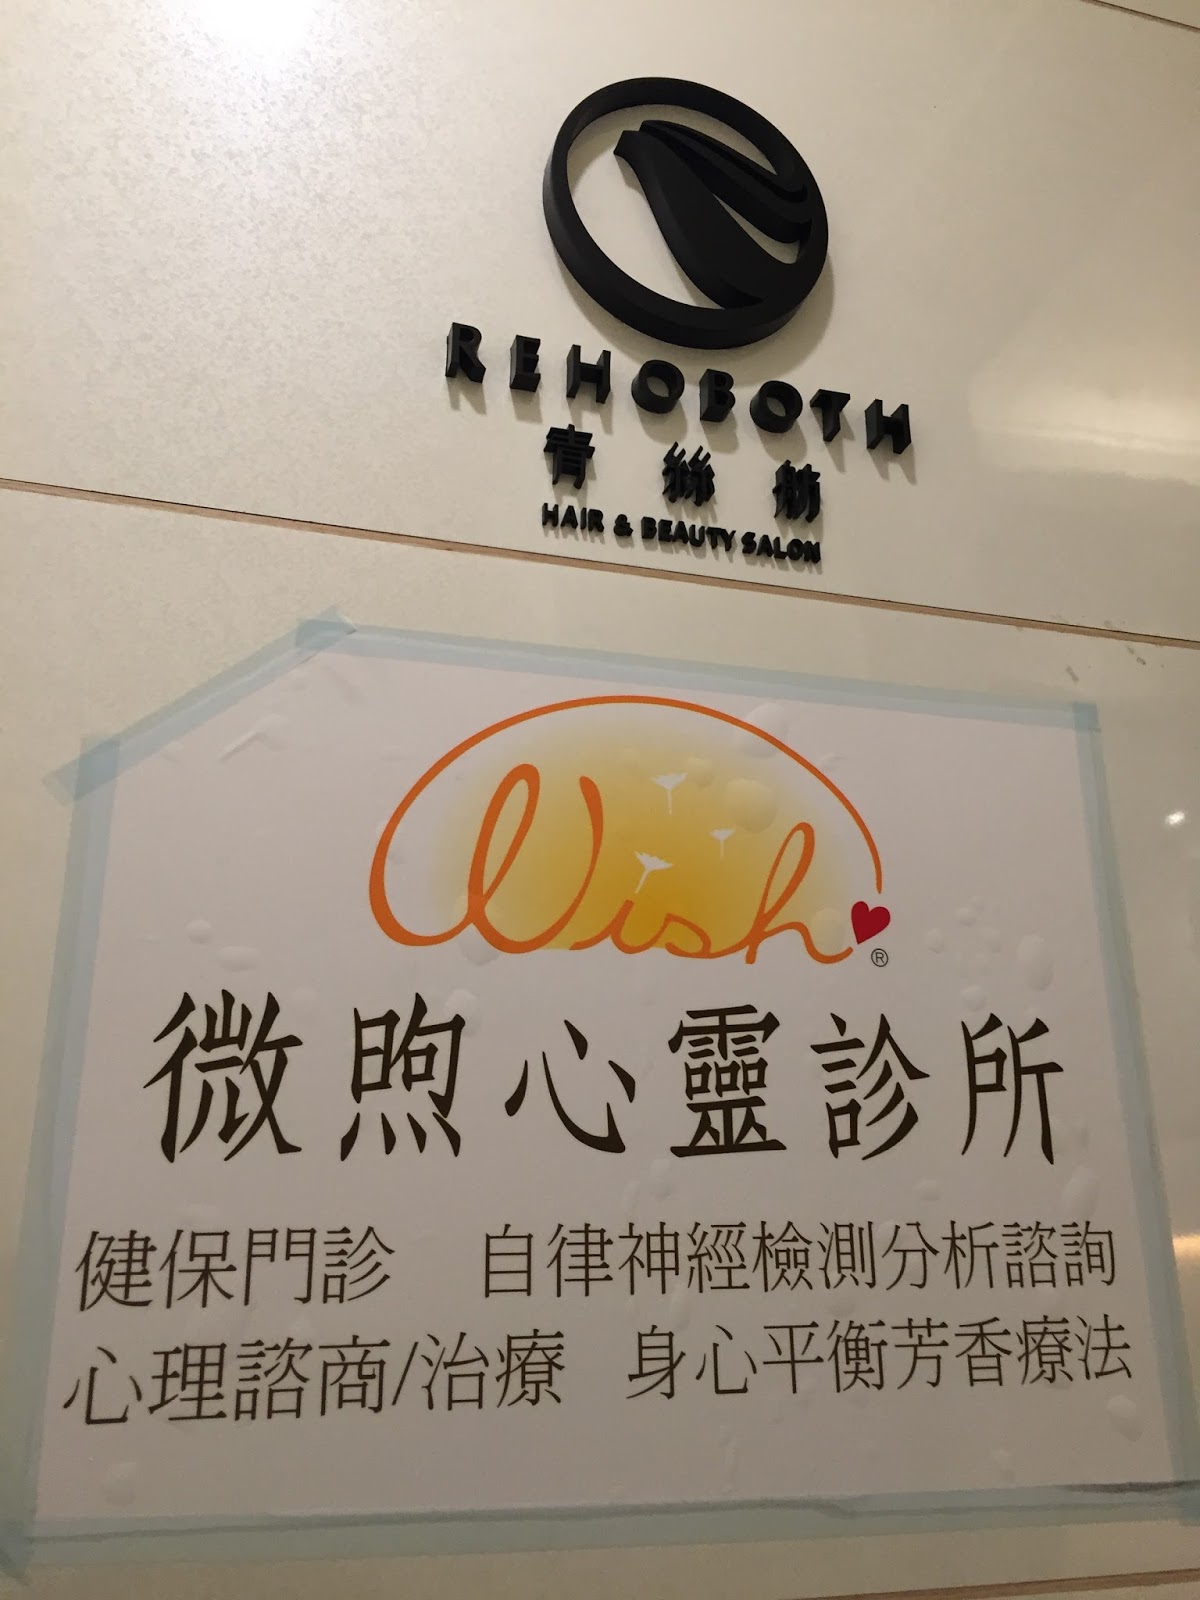 REHOBOTH
青絲舫
HAIR & BEAUTY SALON
Wish
®
微煦心靈診所
健保門診 自律神經檢測分析諮詢
心理諮商/治療 身心平衡芳香療法